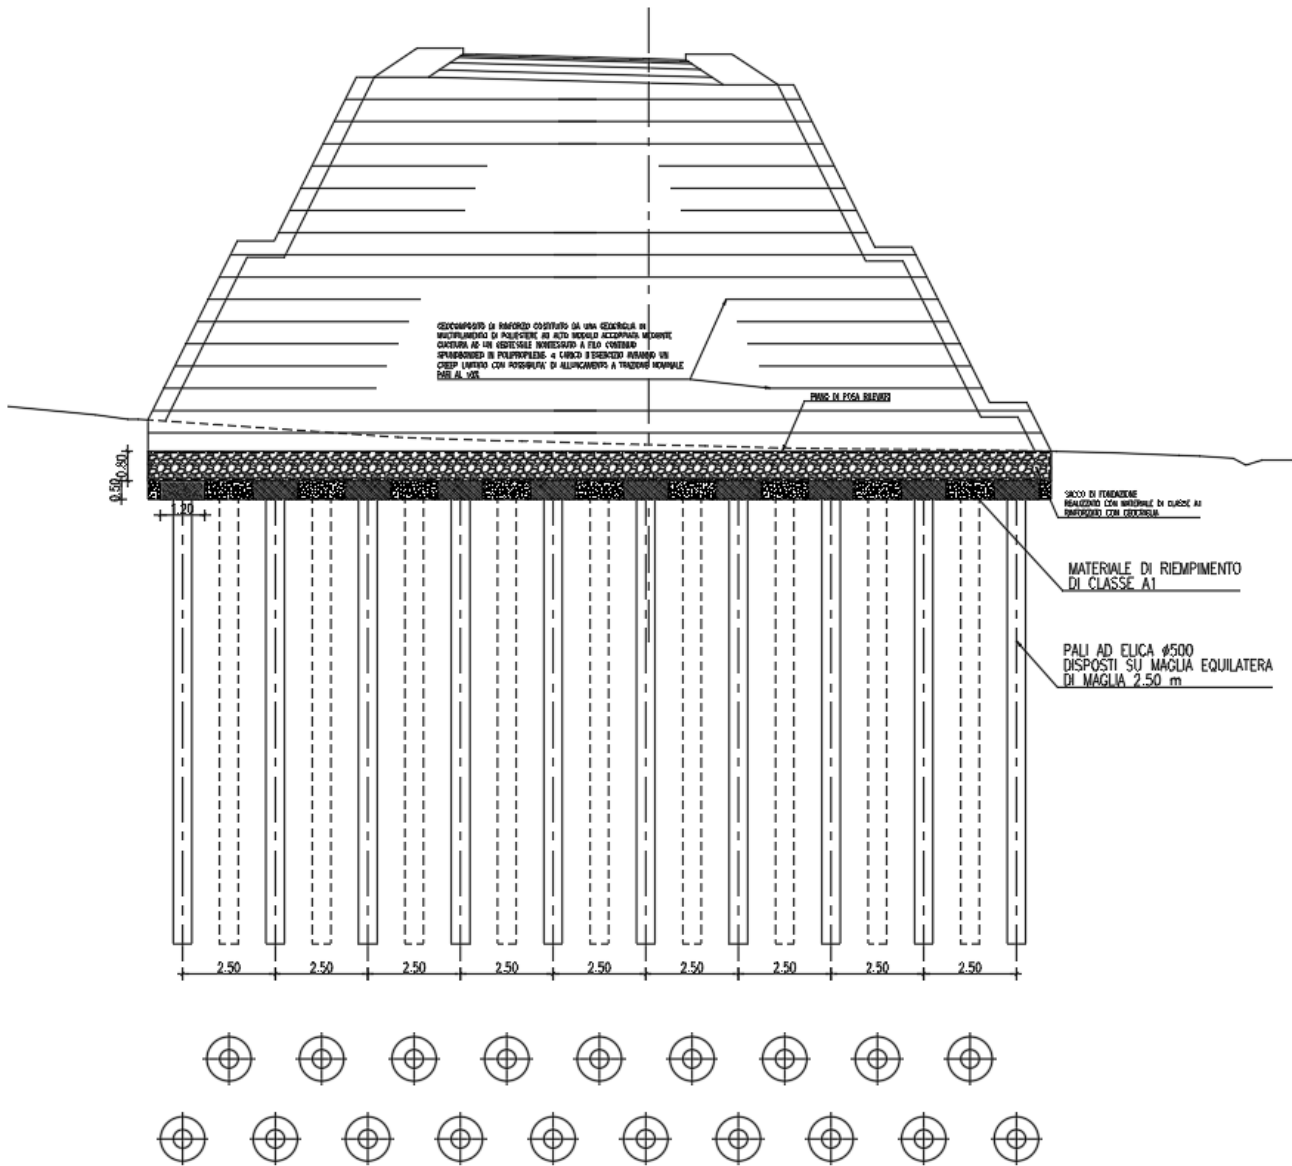 GEOCOMPOSITO DI RINFORZO COSTITUITO DA UNA GEOGRIGLIA IN
MULTIFILAMENTO DI POLIESTERE AD ALTO MODULO ACCOPPIATA MEDIANTE
CUCITURA AD UN GEOTESSILE NONTESSUTO A FILO CONTINUO
SPUNDBONDED IN POLIPROPILENE. CARICO D'ESERCIZIO AVRANNO UN
CREEP LIMITATO CON POSSIBILITA' DI ALLUNGAMENTO A TRAZIONE NOMINALE
PARI AL
PIANO DI POSA RILEVATO
0.80
0.50
1.20
SACCO DI FONDAZIONE
REALIZZATO CON MATERIALE DI CLASSE A1
RINFORZATO CON GEOGRIGLIA
MATERIALE DI RIEMPIMENTO
DI CLASSE A1
PALI AD ELICA ø500
DISPOSTI SU MAGLIA EQUILATERA
DI MAGLIA 2.50 m
2.50 2.50 2.50 2.50 2.50 2.50 2.50 2.50 2.50